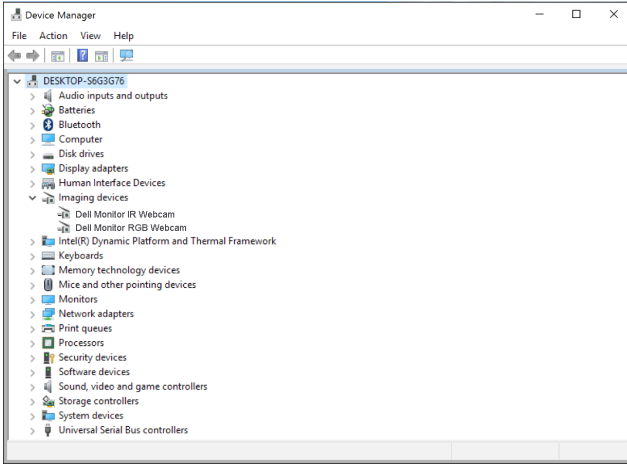 Device Manager
File Action View Help
DESKTOP-S6G3G76
Audio inputs and outputs
Batteries
Bluetooth
Computer
Disk drives
Display adapters
Human Interface Devices
Imaging devices
Dell Monitor IR Webcam
Dell Monitor RGB Webcam
Intel(R) Dynamic Platform and Thermal Framework
Keyboards
Memory technology devices
Mice and other pointing devices
Monitors
Network adapters
Print queues
Processors
Security devices
Software devices
Sound, video and game controllers
Storage controllers
System devices
Universal Serial Bus controllers